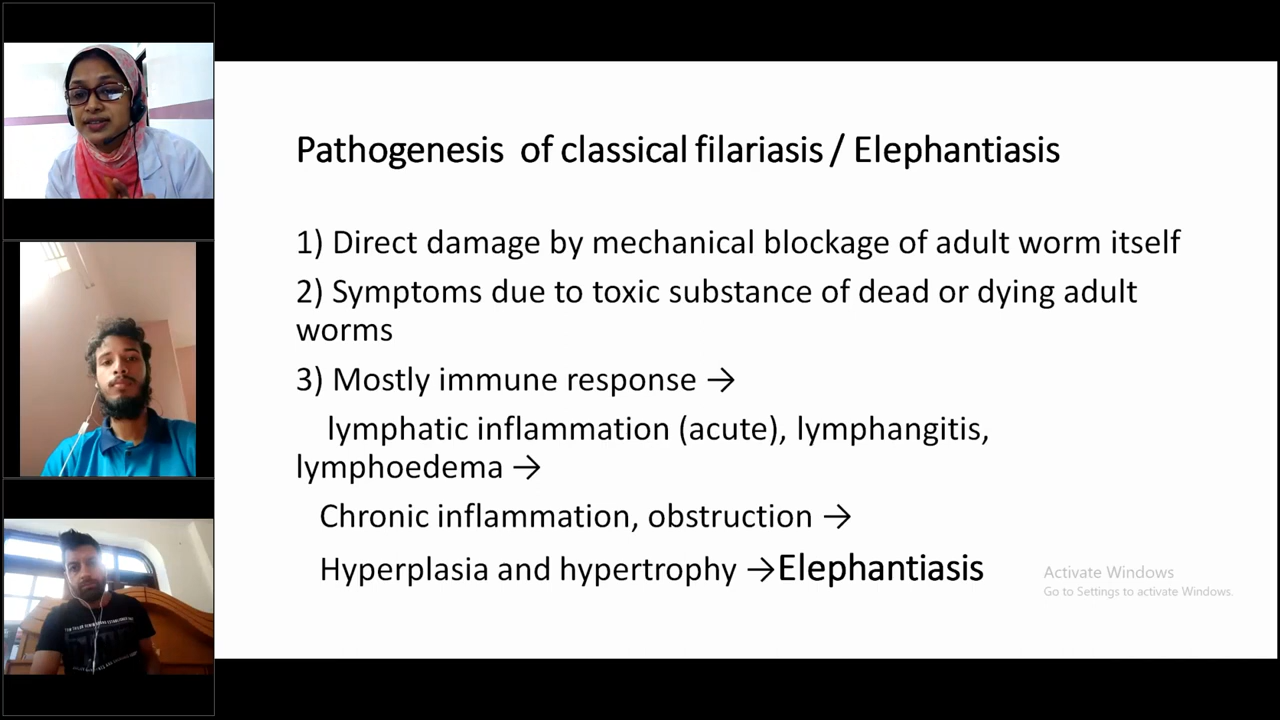 Pathogenesis of classical filariasis / Elephantiasis
1) Direct damage by mechanical blockage of adult worm itself
2) Symptoms due to toxic substance of dead or dying adult
worms
3) Mostly immune response →
lymphatic inflammation (acute), lymphangitis,
lymphoedema →
Chronic inflammation, obstruction →
Hyperplasia and hypertrophy →Elephantiasis
Activate Windows
Go to Settings to activate Windows.